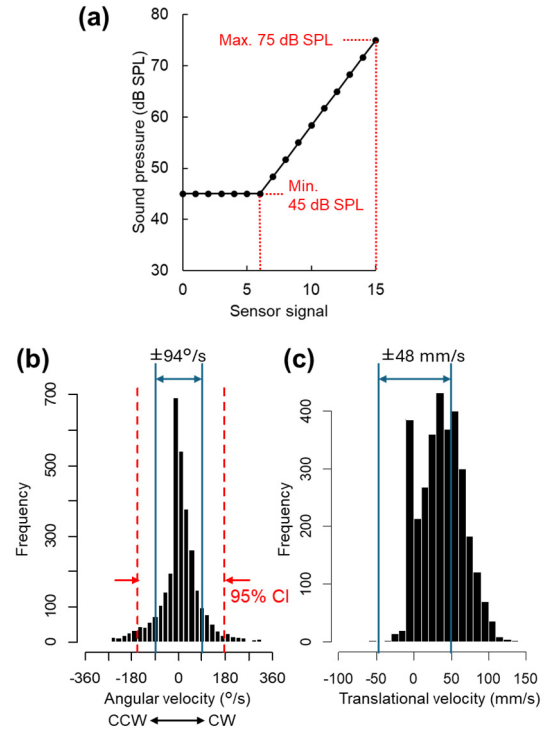 (a)
Max. 75 dB SPL
Min.
45 dB SPL
Sound pressure (dB SPL)
80
70
60
50
40
30
0 5 10 15
Sensor signal
(b)
±94°/s
95% CI
Frequency
700
500
300
100
0
-360 -180 0 180 360
Angular velocity (°/s)
CCW CW
(c)
±48 mm/s
Frequency
400
300
200
100
0
-100 -50 0 50 100 150
Translational velocity (mm/s)